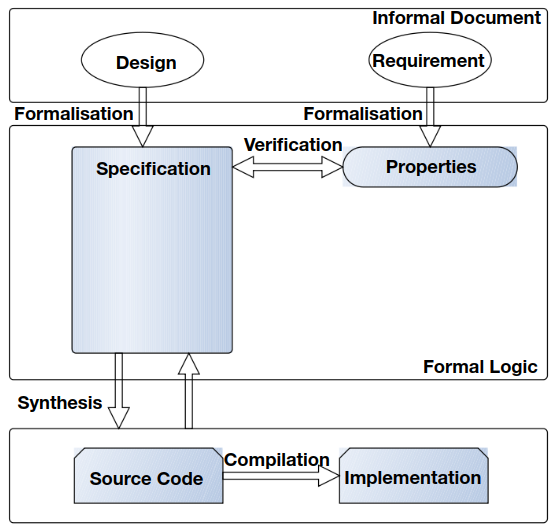 Informal Document
Design
Requirement
Formalisation
Formalisation
Verification
Specification
Properties
Formal Logic
Synthesis
Compilation
Source Code
Implementation